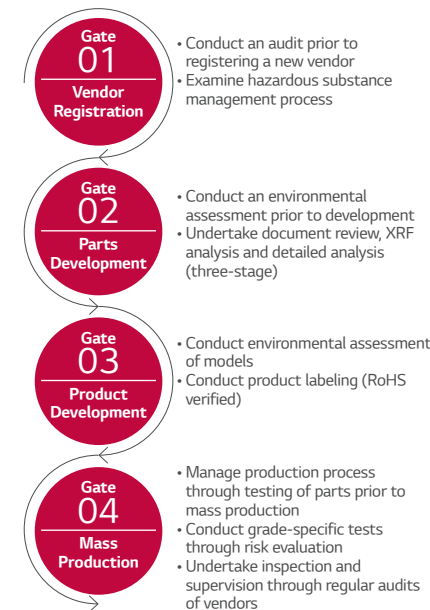 Gate
01
Vendor
Registration
• Conduct an audit prior to
registering a new vendor
• Examine hazardous substance
management process
Gate
02
Parts
Development
• Conduct an environmental
assessment prior to development
• Undertake document review, XRF
analysis and detailed analysis
(three-stage)
Gate
03
Product
Development
• Conduct environmental assessment
of models
• Conduct product labeling (RoHS
verified)
Gate
04
Mass
Production
• Manage production process
through testing of parts prior to
mass production
• Conduct grade-specific tests
through risk evaluation
• Undertake inspection and
supervision through regular audits
of vendors